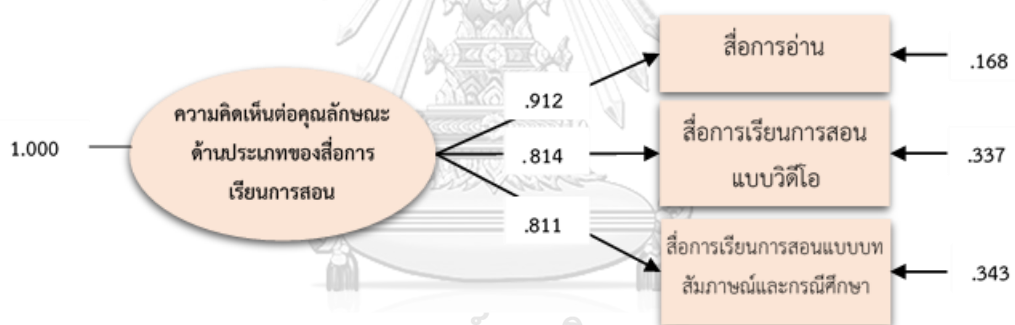 สื่อการอ่าน
.168
.912
ความคิดเห็นต่อคุณลักษณะ
ด้านประเภทของสื่อการ
เรียนการสอน
1.000
.814
สื่อการเรียนการสอน
แบบวิดีโอ
.337
.811
สื่อการเรียนการสอนแบบบท
สัมภาษณ์และกรณีศึกษา
.343